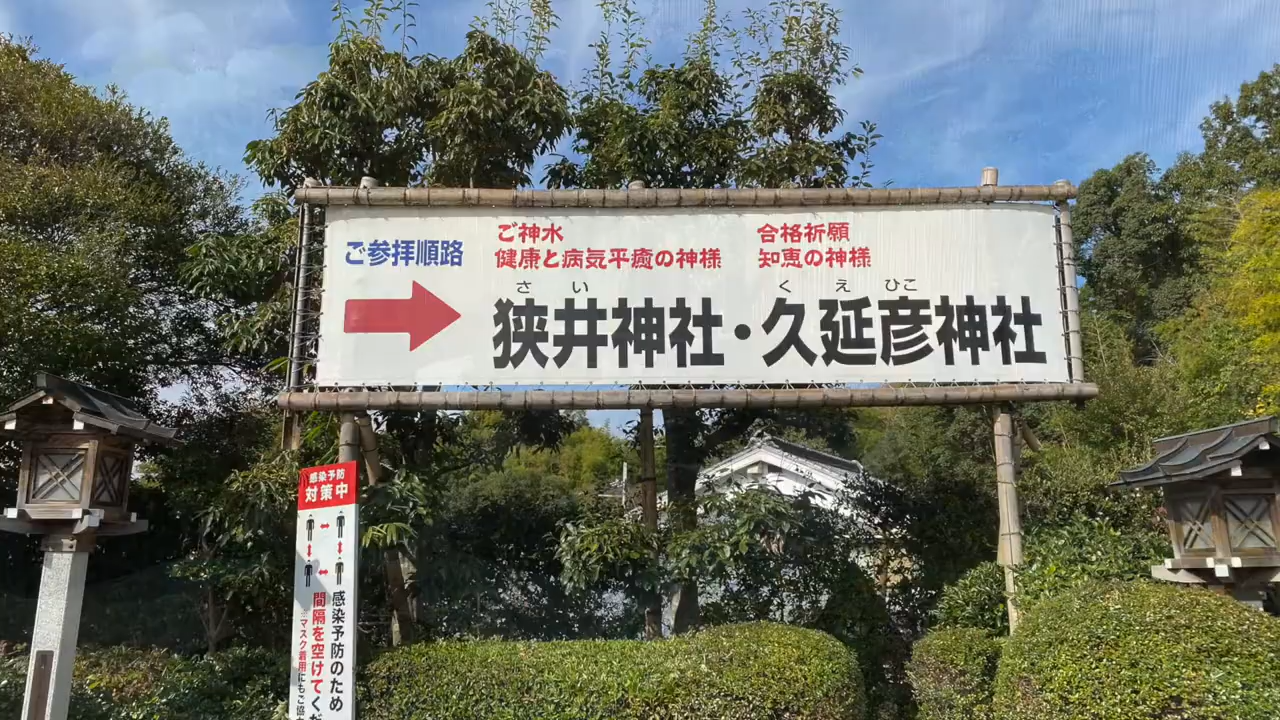 ご参拝順路
ご神水
健康と病気平癒の神様
合格祈願
知恵の神様
さい くえ ひこ
狭井神社・久延彦神社
感染予防
対策中
感染予防のため
間隔を空けてくだ
※マスク着用にもご協